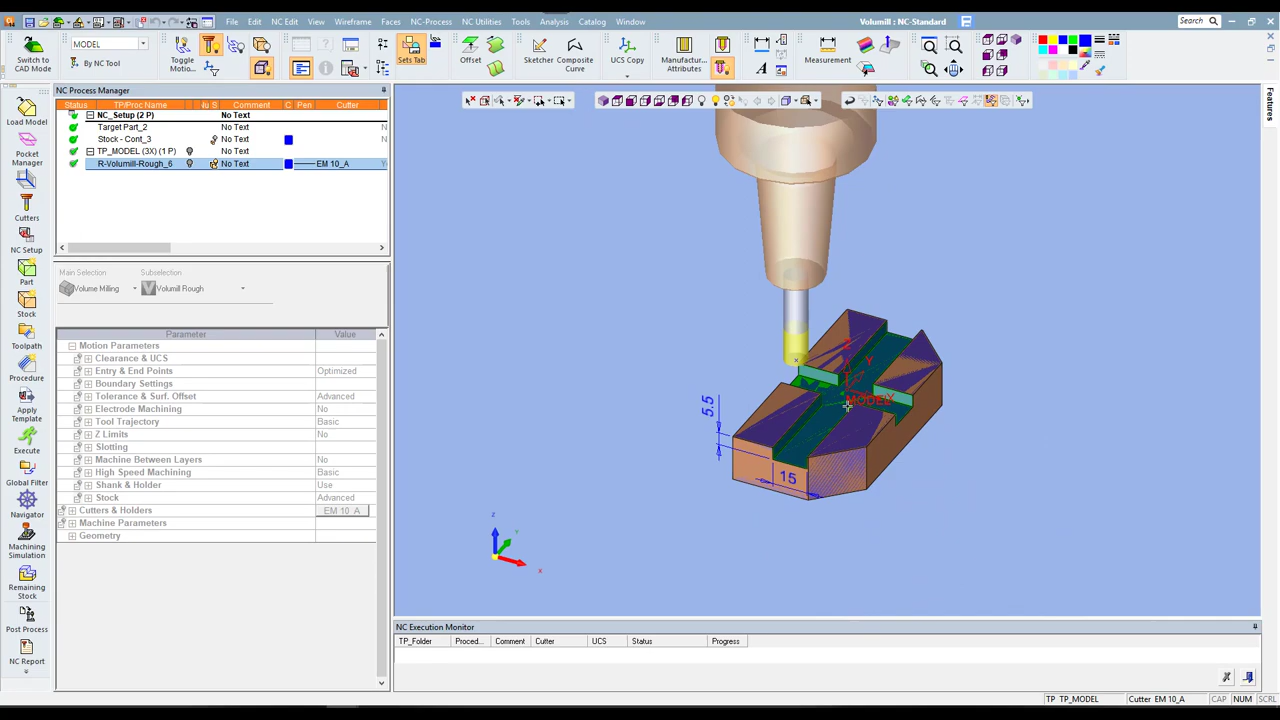 File Edit NC Edit View Wireframe Faces NC-Process NC Utilities Tools Analysis Catalog Window Volumill : NC-Standard Search
Switch to CAD Mode
MODEL
By NC Tool
Toggle Motion...
Sets Tab
Offset
Sketcher
Composite Curve
UCS Copy
Manufactur... Attributes
Measurement
NC Process Manager
Status TP/Proc Name Nu S Comment C Pen Cutter
NC_Setup (2 P) No Text
Target Part_2 No Text N
Stock - Cont_3 No Text N
TP_MODEL (3X) (1 P) No Text
R-Volumill-Rough_6 No Text EM 10_A
Load Model
Pocket Manager
Cutters
NC Setup
Part
Stock
Toolpath
Procedure
Apply Template
Execute
Global Filter
Navigator
Machining Simulation
Remaining Stock
Post Process
NC Report
Main Selection Subselection
Volume Milling Volumill Rough
Parameter Value
Motion Parameters
Clearance & UCS
Entry & End Points Optimized
Boundary Settings
Tolerance & Surf. Offset Advanced
Electrode Machining No
Tool Trajectory Basic
Z Limits No
Slotting
Machine Between Layers No
High Speed Machining Basic
Shank & Holder Use
Stock Advanced
Cutters & Holders EM 10_A
Machine Parameters
Geometry
Features
Z
Y
MODEL
X
5.5
15
z
y
x
NC Execution Monitor
TP_Folder Proced... Comment Cutter UCS Status Progress
TP TP_MODEL Cutter EM 10_A CAP NUM SCRL